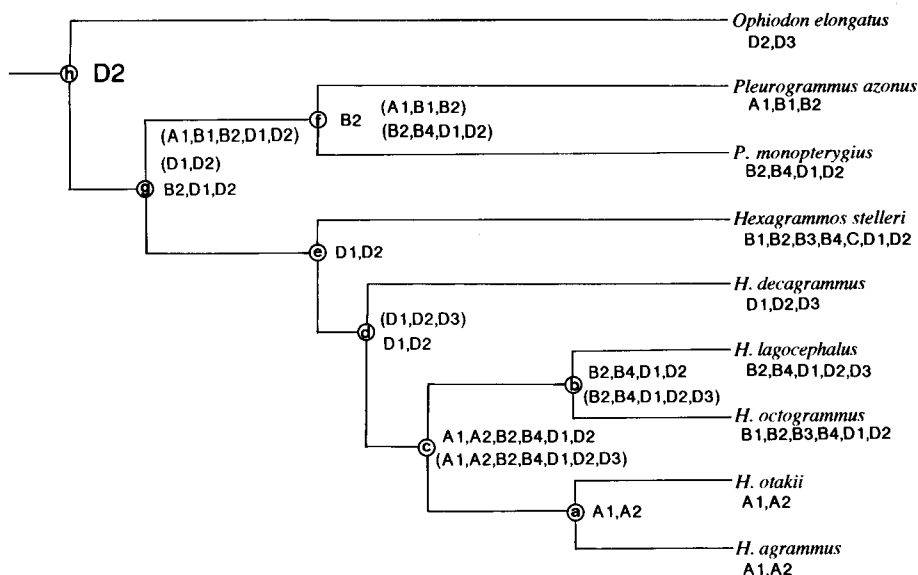 Ophiodon elongatus
D2,D3
h D2
Pleurogrammus azonus
A1,B1,B2
f B2
(A1,B1,B2)
(B2,B4,D1,D2)
(A1,B1,B2,D1,D2)
(D1,D2)
g B2,D1,D2
P. monopterygius
B2,B4,D1,D2
Hexagrammos stelleri
B1,B2,B3,B4,C,D1,D2
e D1,D2
H. decagrammus
D1,D2,D3
(D1,D2,D3)
d D1,D2
H. lagocephalus
B2,B4,D1,D2,D3
B2,B4,D1,D2
b (B2,B4,D1,D2,D3)
H. octogrammus
B1,B2,B3,B4,D1,D2
A1,A2,B2,B4,D1,D2
c (A1,A2,B2,B4,D1,D2,D3)
H. otakii
A1,A2
a A1,A2
H. agrammus
A1,A2